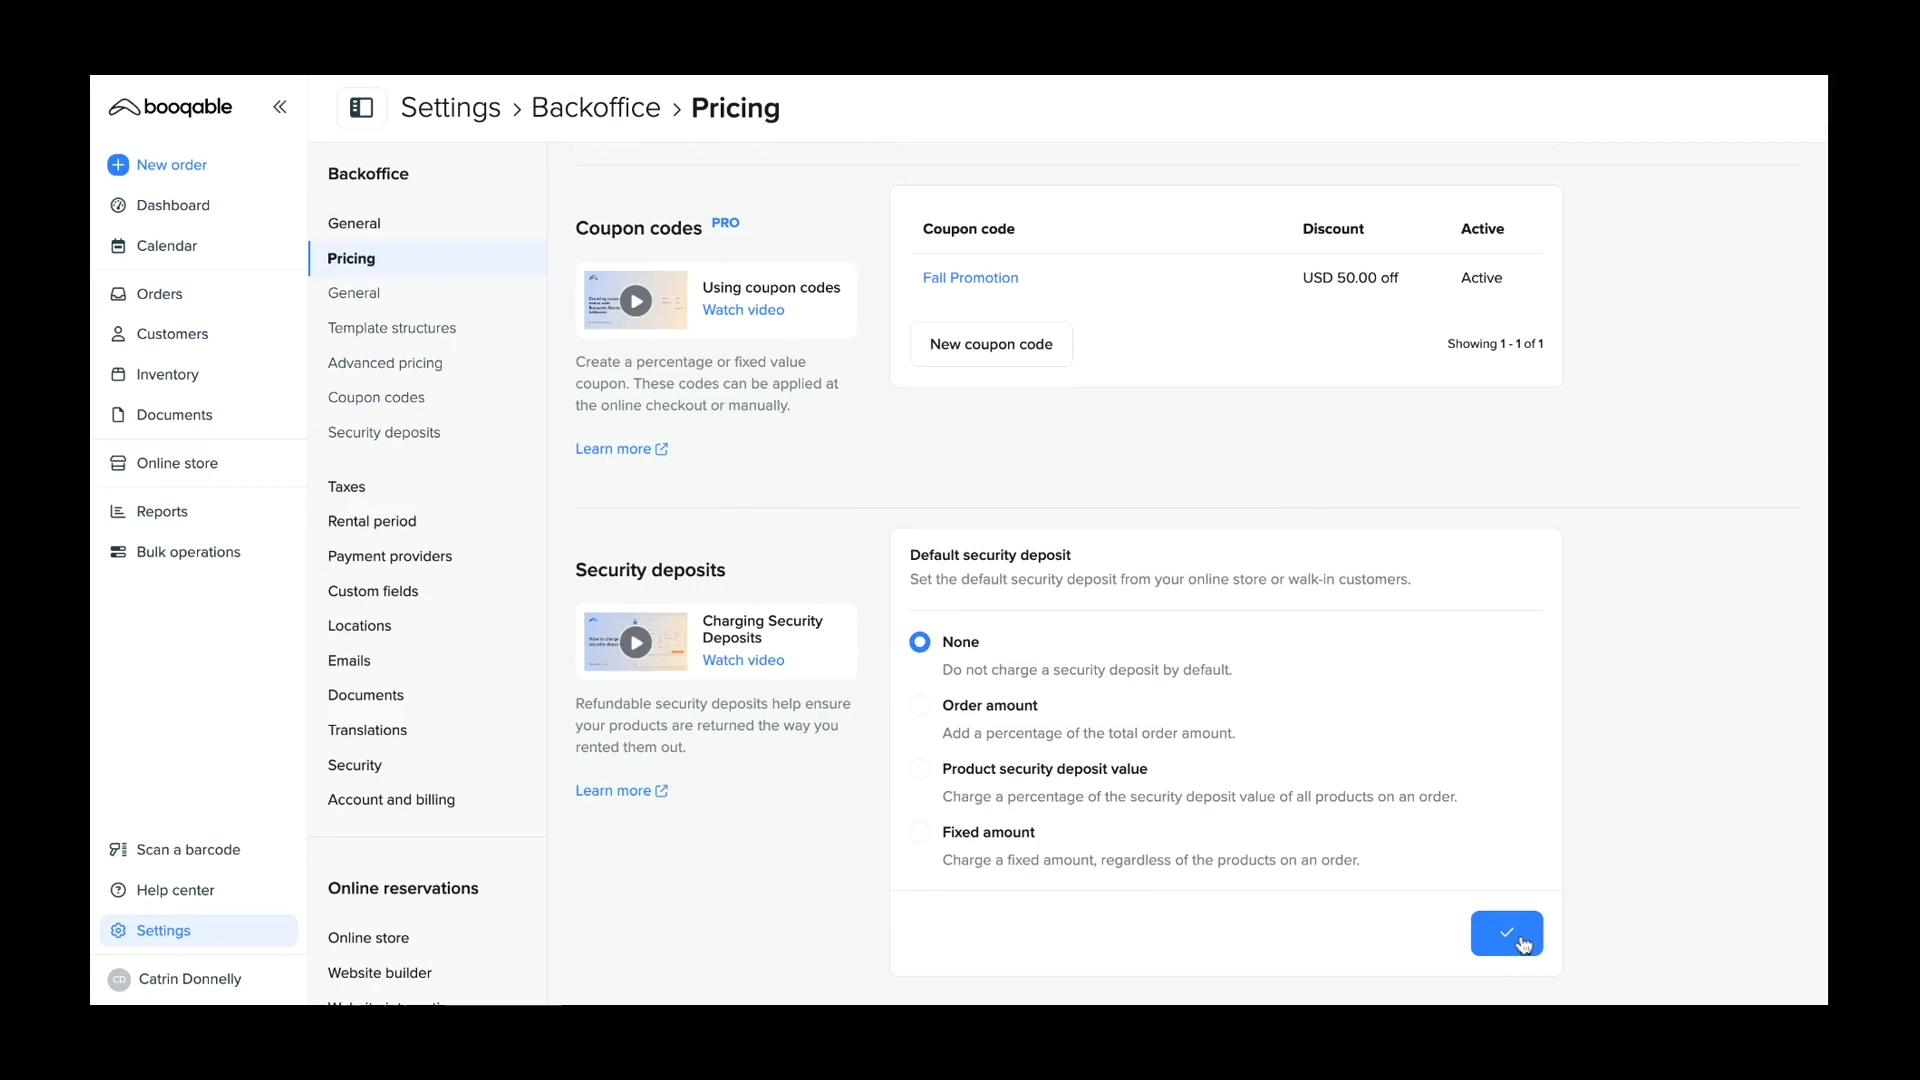 booqable
Settings › Backoffice › Pricing
New order
Dashboard
Calendar
Orders
Customers
Inventory
Documents
Online store
Reports
Bulk operations
Scan a barcode
Help center
Settings
CD Catrin Donnelly
Backoffice
General
Pricing
General
Template structures
Advanced pricing
Coupon codes
Security deposits
Taxes
Rental period
Payment providers
Custom fields
Locations
Emails
Documents
Translations
Security
Account and billing
Online reservations
Online store
Website builder
Coupon codes PRO
Using coupon codes
Watch video
Create a percentage or fixed value
coupon. These codes can be applied at
the online checkout or manually.
Learn more
Coupon code Discount Active
Fall Promotion USD 50.00 off Active
New coupon code
Showing 1 - 1 of 1
Security deposits
Charging Security
Deposits
Watch video
Refundable security deposits help ensure
your products are returned the way you
rented them out.
Learn more
Default security deposit
Set the default security deposit from your online store or walk-in customers.
None
Do not charge a security deposit by default.
Order amount
Add a percentage of the total order amount.
Product security deposit value
Charge a percentage of the security deposit value of all products on an order.
Fixed amount
Charge a fixed amount, regardless of the products on an order.